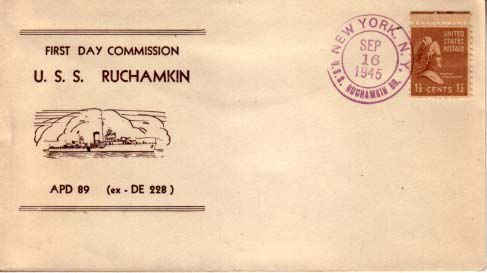 FIRST DAY COMMISSION
U. S. S. RUCHAMKIN
APD 89 (ex - DE 228)
NEW YORK, N.Y.
SEP
16
1945
U.S.S. RUCHAMKIN BR.
UNITED
STATES
POSTAGE
1½ CENTS 1½